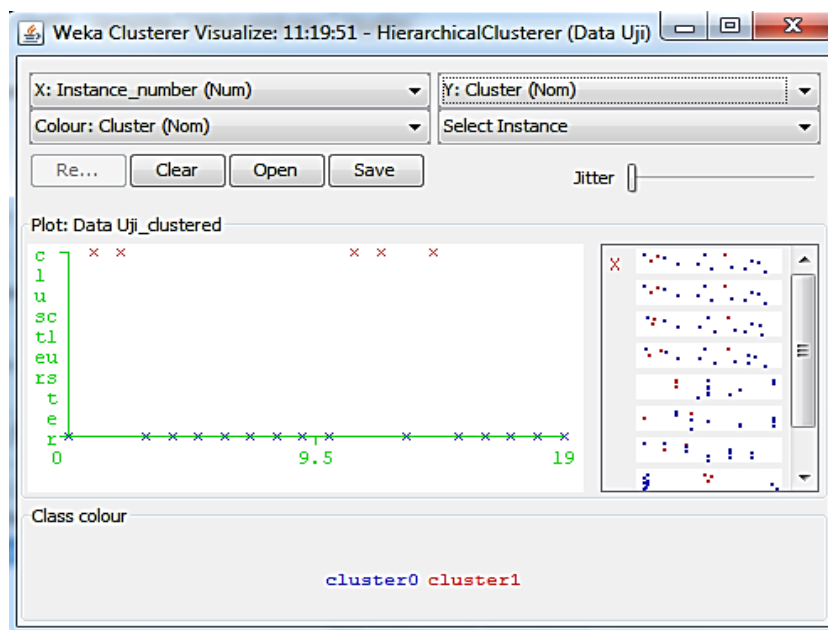 Weka Clusterer Visualize: 11:19:51 - HierarchicalClusterer (Data Uji)
X: Instance_number (Num) Y: Cluster (Nom)
Colour: Cluster (Nom) Select Instance
Re... Clear Open Save Jitter
Plot: Data Uji_clustered
c
l
u
sc
tl
eu
rs
t
e
r
0 9.5 19
X
Class colour
cluster0 cluster1